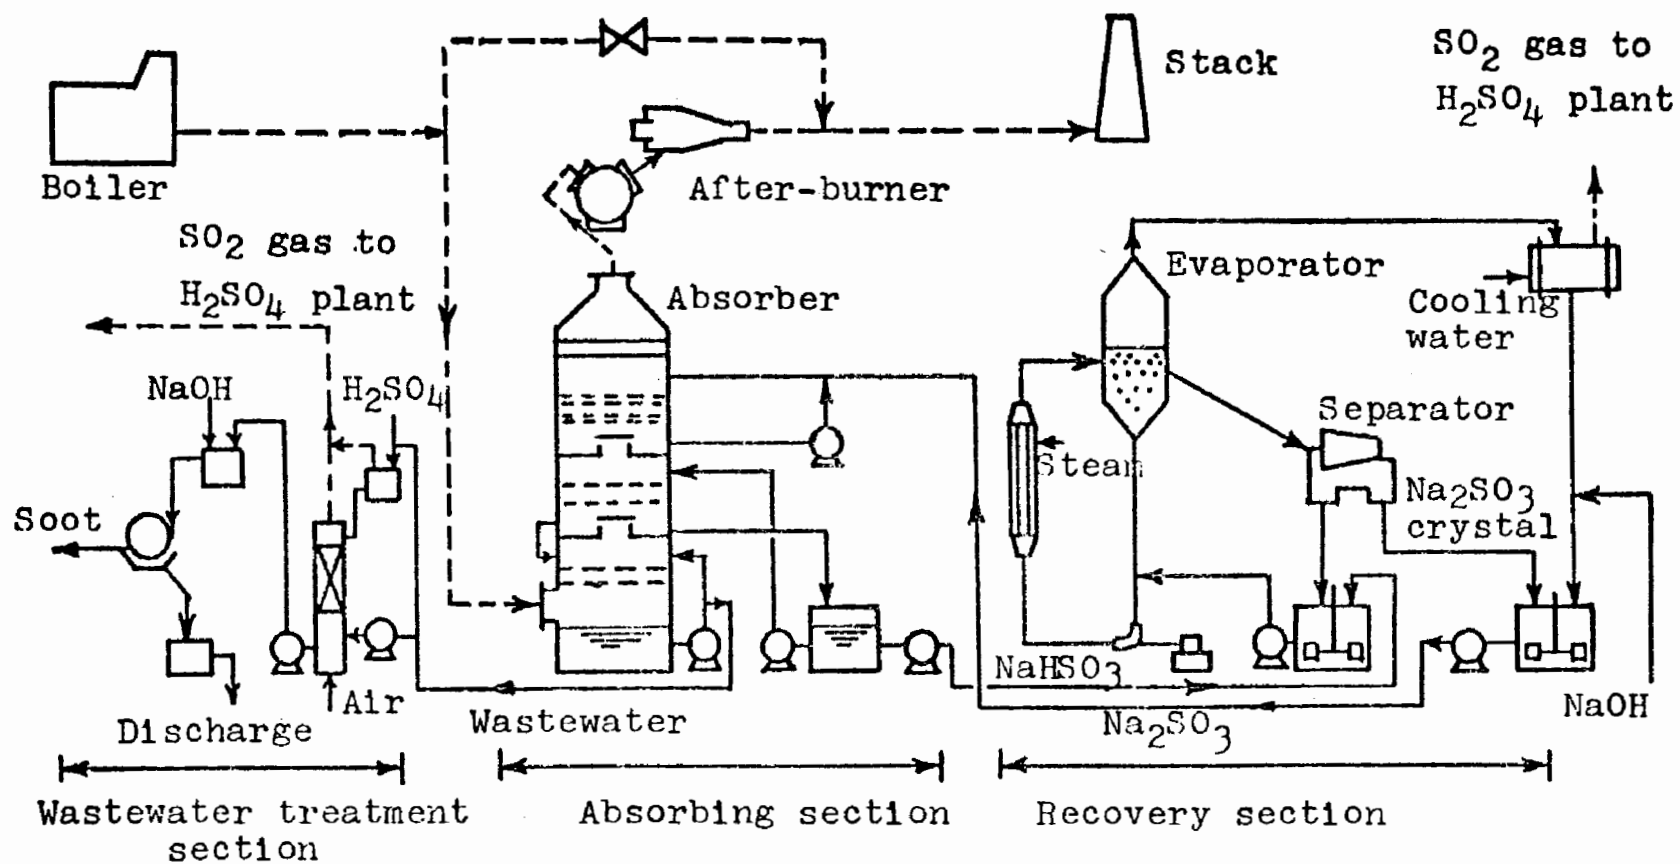 Boiler
After-burner
Stack
SO₂ gas to
H₂SO₄ plant
SO₂ gas to
H₂SO₄ plant
Absorber
Evaporator
Cooling
water
NaOH
H₂SO₄
Separator
Steam
Na₂SO₃
crystal
Soot
Air
NaHSO₃
NaOH
Discharge
Wastewater
Na₂SO₃
Wastewater treatment
section
Absorbing section
Recovery section